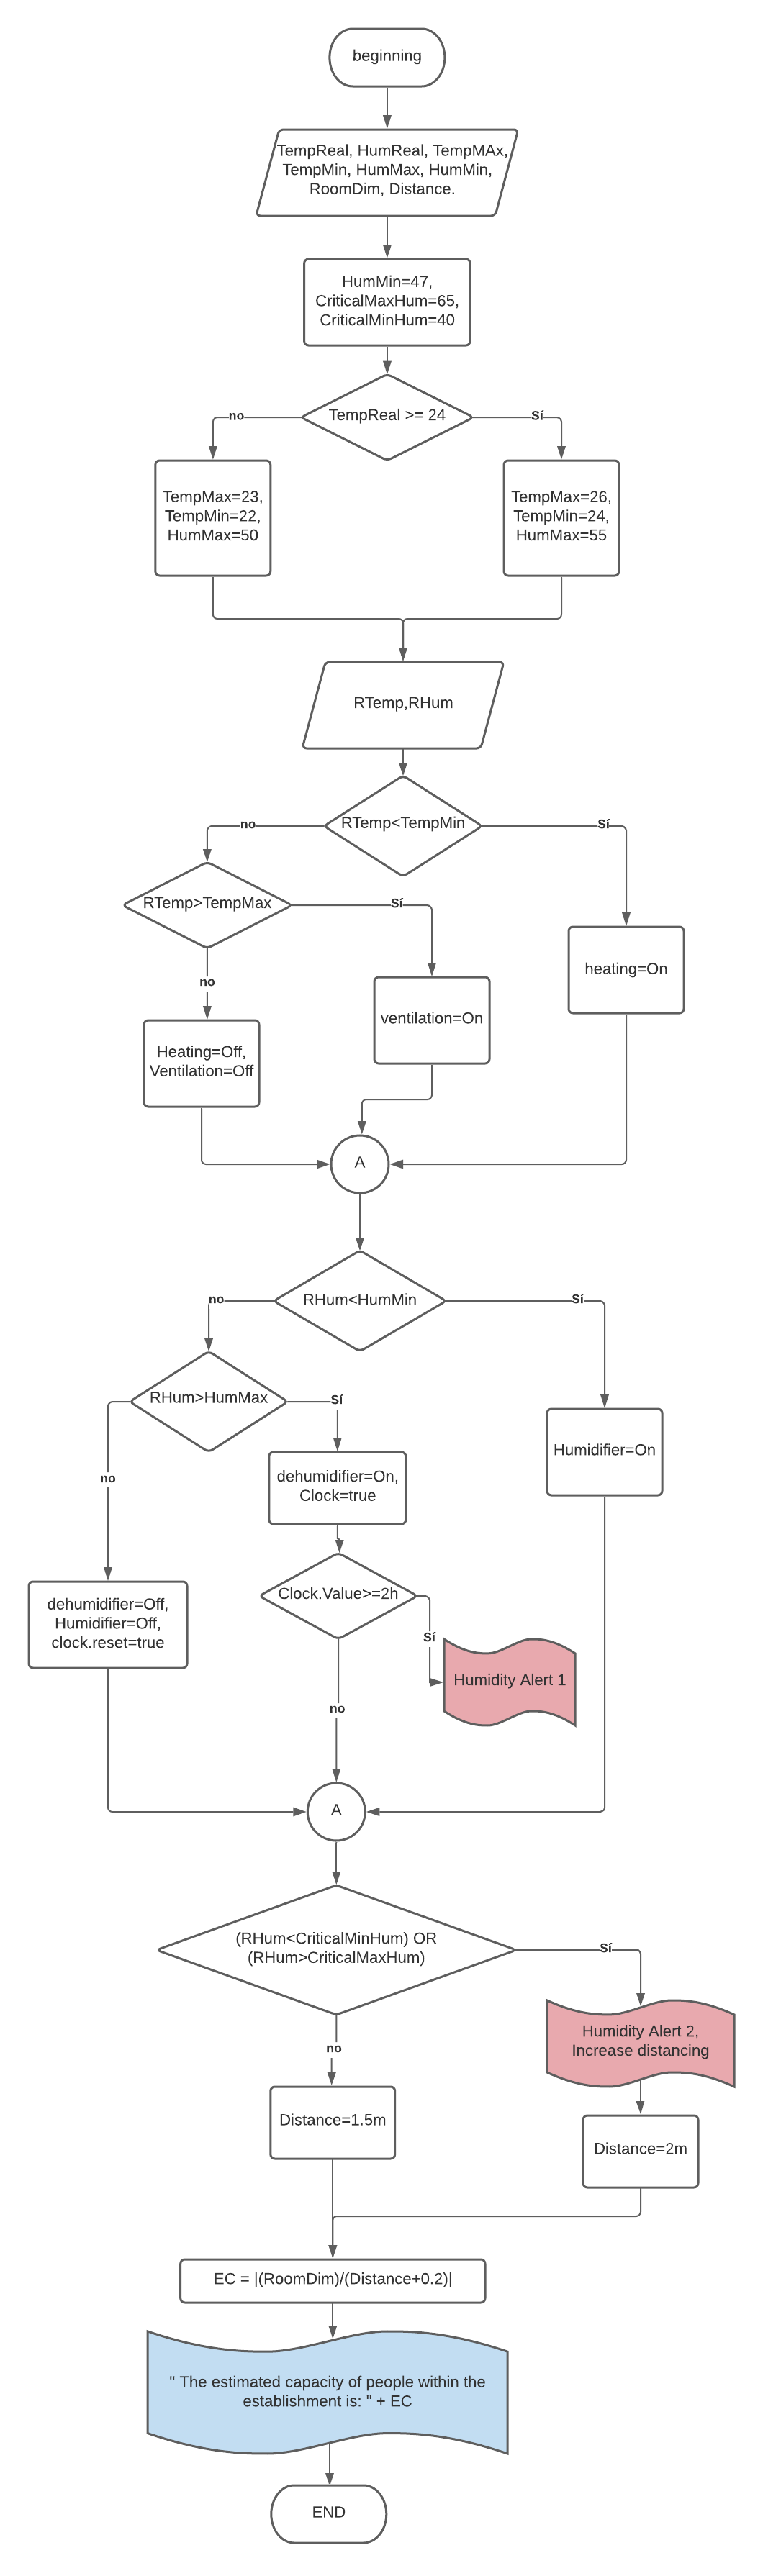 beginning
TempReal, HumReal, TempMAx,
TempMin, HumMax, HumMin,
RoomDim, Distance.
HumMin=47,
CriticalMaxHum=65,
CriticalMinHum=40
TempReal >= 24
no
Sí
TempMax=23,
TempMin=22,
HumMax=50
TempMax=26,
TempMin=24,
HumMax=55
RTemp,RHum
RTemp<TempMin
no
Sí
RTemp>TempMax
Sí
no
heating=On
ventilation=On
Heating=Off,
Ventilation=Off
A
RHum<HumMin
no
Sí
RHum>HumMax
Sí
no
Humidifier=On
dehumidifier=On,
Clock=true
Clock.Value>=2h
dehumidifier=Off,
Humidifier=Off,
clock.reset=true
Sí
Humidity Alert 1
no
A
(RHum<CriticalMinHum) OR
(RHum>CriticalMaxHum)
Sí
no
Humidity Alert 2,
Increase distancing
Distance=1.5m
Distance=2m
EC = |(RoomDim)/(Distance+0.2)|
" The estimated capacity of people within the
establishment is: " + EC
END